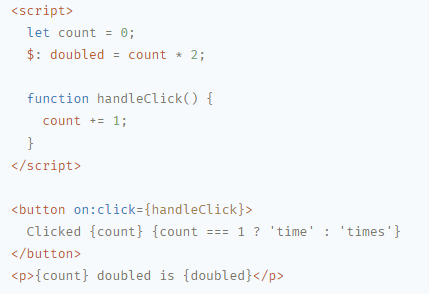 <script>
  let count = 0;
  $: doubled = count * 2;

  function handleClick() {
    count += 1;
  }
</script>

<button on:click={handleClick}>
  Clicked {count} {count === 1 ? 'time' : 'times'}
</button>
<p>{count} doubled is {doubled}</p>